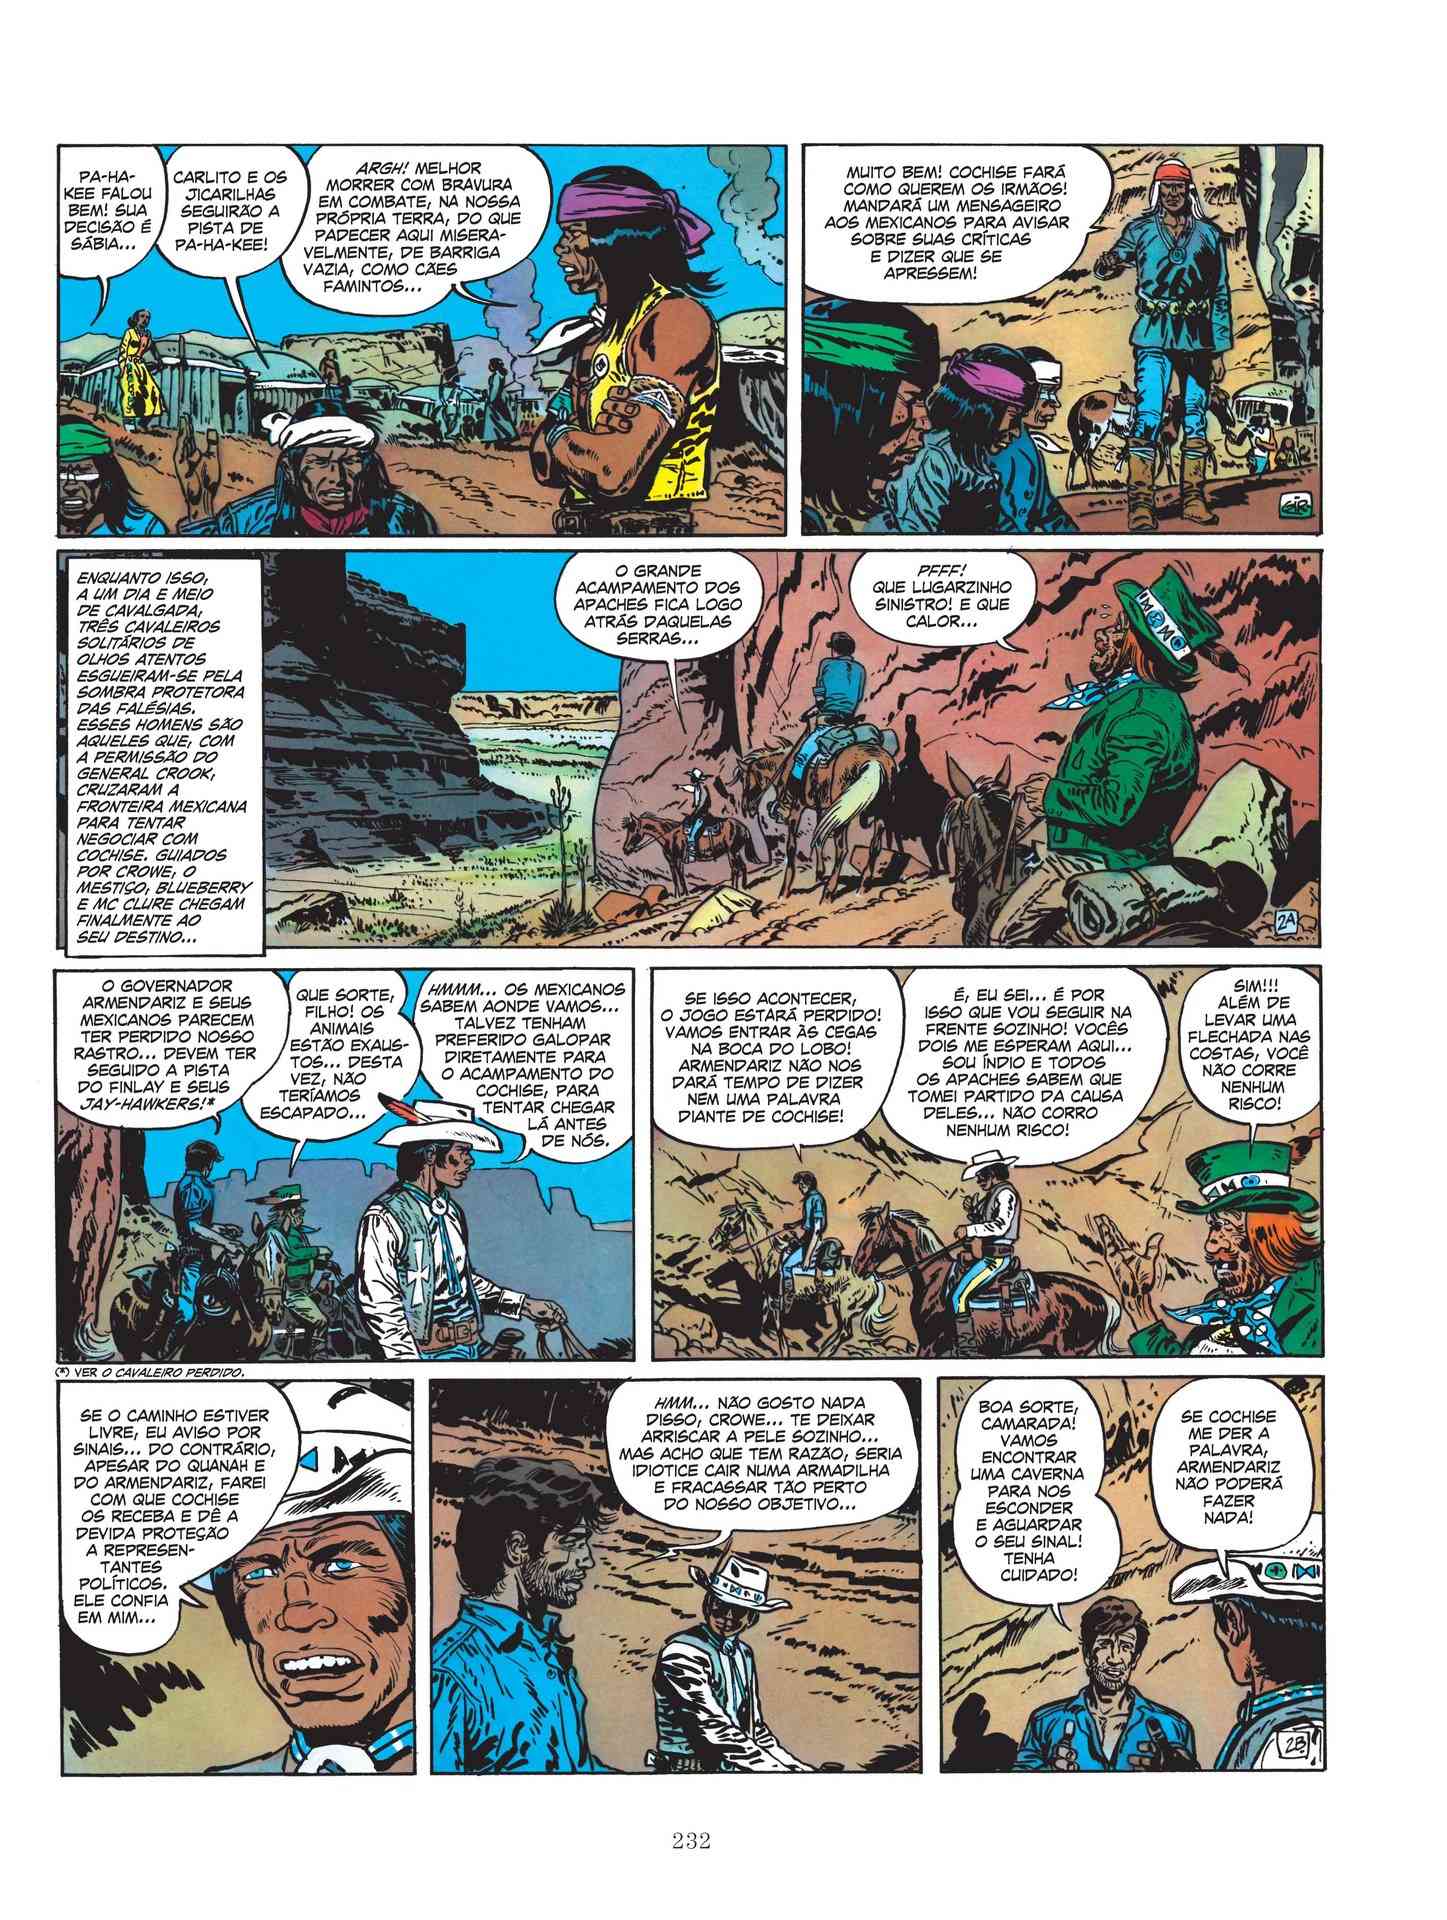 PA-HA-
KEE FALOU
BEM! SUA
DECISÃO É
SÁBIA...
CARLITO E OS
JICARILHAS
SEGUIRÃO A
PISTA DE
PA-HA-KEE!
ARGH! MELHOR
MORRER COM BRAVURA
EM COMBATE, NA NOSSA
PRÓPRIA TERRA, DO QUE
PADECER AQUI MISERA-
VELMENTE, DE BARRIGA
VAZIA, COMO CÃES
FAMINTOS...
MUITO BEM! COCHISE FARÁ
COMO QUEREM OS IRMÃOS!
MANDARÁ UM MENSAGEIRO
AOS MEXICANOS PARA AVISAR
SOBRE SUAS CRÍTICAS
E DIZER QUE SE
APRESSEM!
GIR
ENQUANTO ISSO,
A UM DIA E MEIO
DE CAVALGADA,
TRÊS CAVALEIROS
SOLITÁRIOS DE
OLHOS ATENTOS
ESGUEIRAM-SE PELA
SOMBRA PROTETORA
DAS FALÉSIAS.
ESSES HOMENS SÃO
AQUELES QUE, COM
A PERMISSÃO DO
GENERAL CROOK,
CRUZARAM A
FRONTEIRA MEXICANA
PARA TENTAR
NEGOCIAR COM
COCHISE. GUIADOS
POR CROWE, O
MESTIÇO, BLUEBERRY
E MC CLURE CHEGAM
FINALMENTE AO
SEU DESTINO...
O GRANDE
ACAMPAMENTO DOS
APACHES FICA LOGO
ATRÁS DAQUELAS
SERRAS...
PFFF!
QUE LUGARZINHO
SINISTRO! E QUE
CALOR...
2A
O GOVERNADOR
ARMENDARIZ E SEUS
MEXICANOS PARECEM
TER PERDIDO NOSSO
RASTRO... DEVEM TER
SEGUIDO A PISTA
DO FINLAY E SEUS
JAY-HAWKERS!*
QUE SORTE,
FILHO! OS
ANIMAIS
ESTÃO EXAUS-
TOS... DESTA
VEZ, NÃO
TERÍAMOS
ESCAPADO...
HMMM... OS MEXICANOS
SABEM AONDE VAMOS...
TALVEZ TENHAM
PREFERIDO GALOPAR
DIRETAMENTE PARA
O ACAMPAMENTO DO
COCHISE, PARA
TENTAR CHEGAR
LÁ ANTES
DE NÓS.
SE ISSO ACONTECER,
O JOGO ESTARÁ PERDIDO!
VAMOS ENTRAR ÀS CEGAS
NA BOCA DO LOBO!
ARMENDARIZ NÃO NOS
DARÁ TEMPO DE DIZER
NEM UMA PALAVRA
DIANTE DE COCHISE!
É, EU SEI... É POR
ISSO QUE VOU SEGUIR NA
FRENTE SOZINHO! VOCÊS
DOIS ME ESPERAM AQUI...
SOU ÍNDIO E TODOS
OS APACHES SABEM QUE
TOMEI PARTIDO DA CAUSA
DELES... NÃO CORRO
NENHUM RISCO!
SIM!!!
ALÉM DE
LEVAR UMA
FLECHADA NAS
COSTAS, VOCÊ
NÃO CORRE
NENHUM
RISCO!
(*) VER O CAVALEIRO PERDIDO.
SE O CAMINHO ESTIVER
LIVRE, EU AVISO POR
SINAIS... DO CONTRÁRIO,
APESAR DO QUANAH E
DO ARMENDARIZ, FAREI
COM QUE COCHISE
OS RECEBA E DÊ A
DEVIDA PROTEÇÃO
A REPRESEN-
TANTES
POLÍTICOS.
ELE CONFIA
EM MIM...
HMM... NÃO GOSTO NADA
DISSO, CROWE... TE DEIXAR
ARRISCAR A PELE SOZINHO...
MAS ACHO QUE TEM RAZÃO, SERIA
IDIOTICE CAIR NUMA ARMADILHA
E FRACASSAR TÃO PERTO
DO NOSSO OBJETIVO...
BOA SORTE,
CAMARADA!
VAMOS
ENCONTRAR
UMA CAVERNA
PARA NOS
ESCONDER
E AGUARDAR
O SEU SINAL!
TENHA
CUIDADO!
SE COCHISE
ME DER A
PALAVRA,
ARMENDARIZ
NÃO PODERÁ
FAZER
NADA!
2B
232